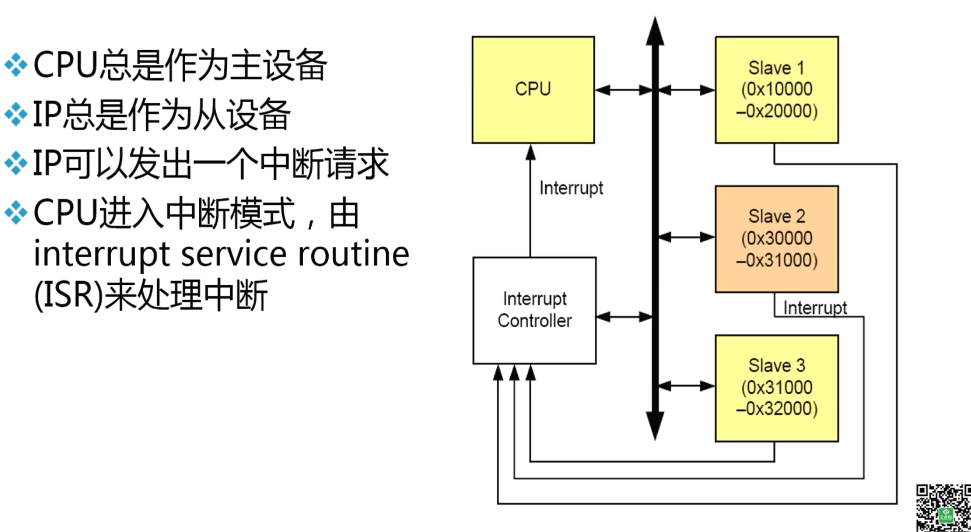 CPU总是作为主设备
IP总是作为从设备
IP可以发出一个中断请求
CPU进入中断模式，由
interrupt service routine
(ISR)来处理中断
CPU
Interrupt
Interrupt
Controller
Slave 1
(0x10000
–0x20000)
Slave 2
(0x30000
–0x31000)
Interrupt
Slave 3
(0x31000
–0x32000)